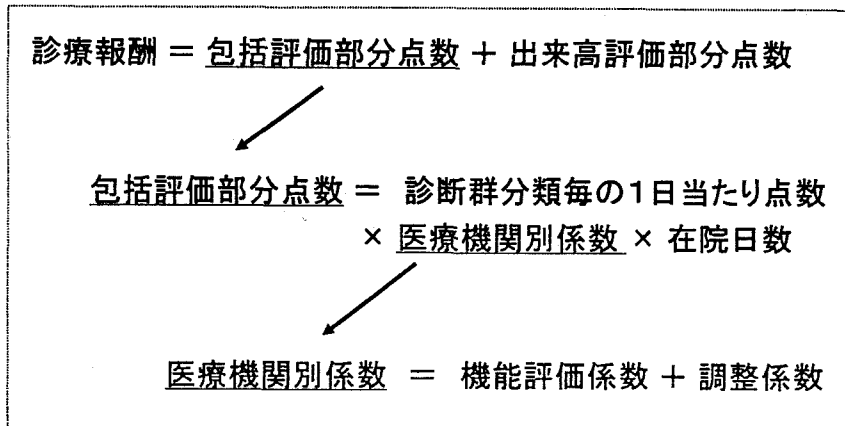 診療報酬 = 包括評価部分点数 + 出来高評価部分点数
包括評価部分点数 = 診断群分類毎の1日当たり点数
× 医療機関別係数 × 在院日数
医療機関別係数 = 機能評価係数 + 調整係数